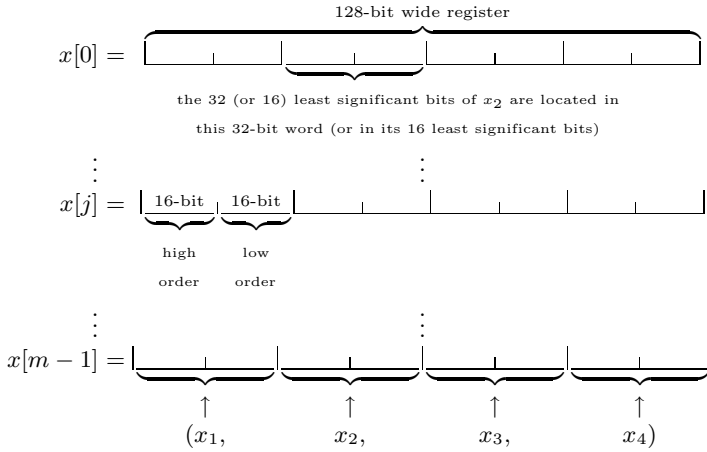 128-bit wide register
x[0] =
the 32 (or 16) least significant bits of x₂ are located in
this 32-bit word (or in its 16 least significant bits)
⋮ ⋮
x[j] = 16-bit 16-bit
high low
order order
⋮ ⋮
x[m − 1] =
↑ ↑ ↑ ↑
(x₁, x₂, x₃, x₄)